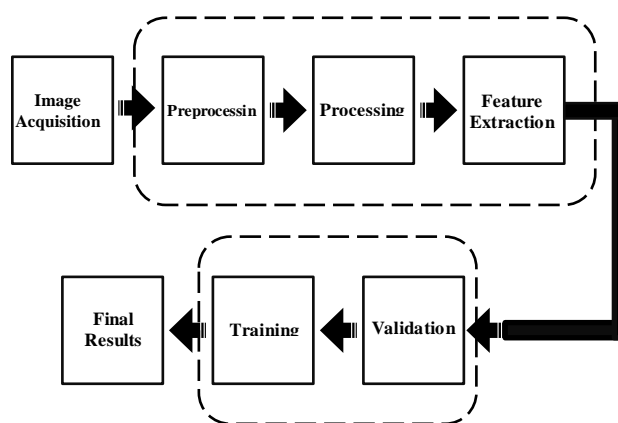 Image
Acquisition
Preprocessin
Processing
Feature
Extraction
Validation
Training
Final
Results